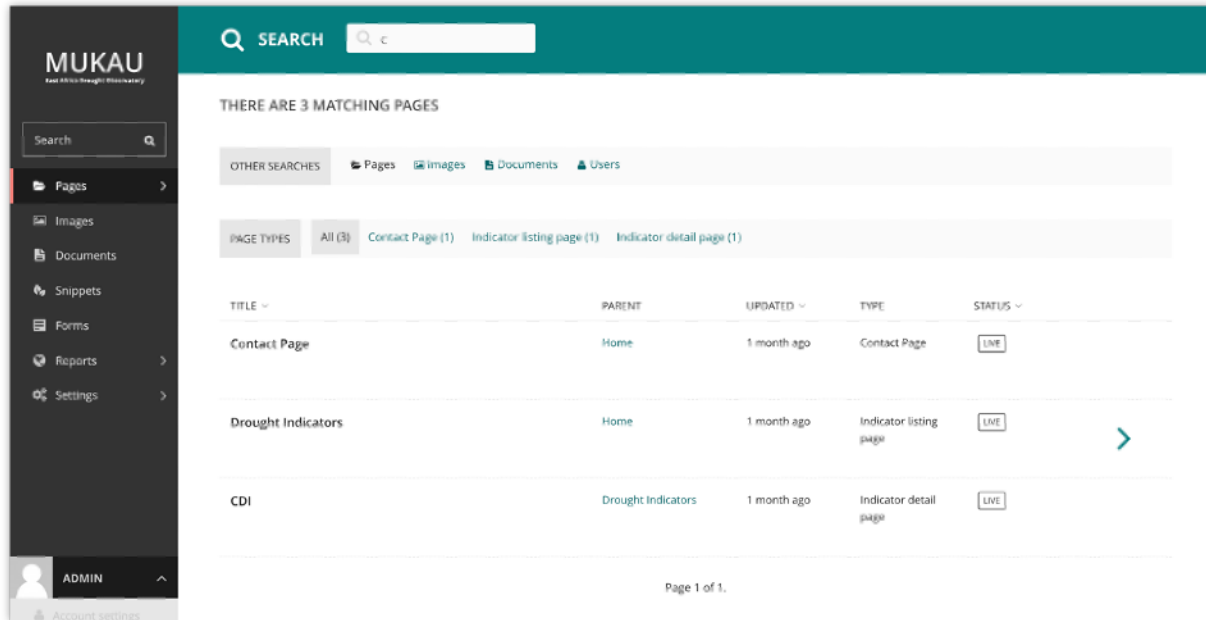 MUKAU
East Africa Drought Observatory
Search
Pages
Images
Documents
Snippets
Forms
Reports
Settings
ADMIN
Account settings
SEARCH c
THERE ARE 3 MATCHING PAGES
OTHER SEARCHES Pages Images Documents Users
PAGE TYPES All (3) Contact Page (1) Indicator listing page (1) Indicator detail page (1)
TITLE PARENT UPDATED TYPE STATUS
Contact Page Home 1 month ago Contact Page LIVE
Drought Indicators Home 1 month ago Indicator listing LIVE
page
CDI Drought Indicators 1 month ago Indicator detail LIVE
page
Page 1 of 1.